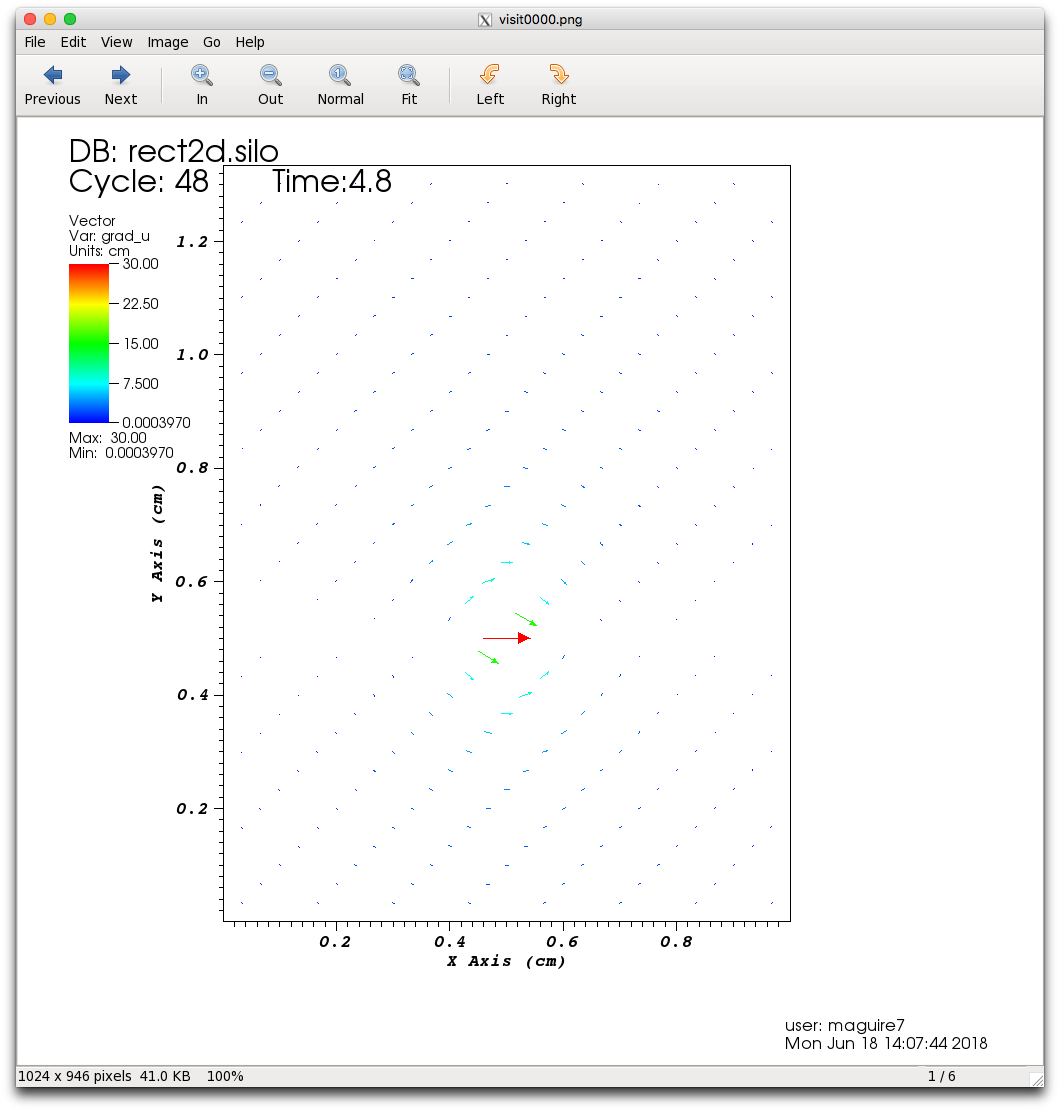 visit0000.png
File Edit View Image Go Help
Previous Next In Out Normal Fit Left Right
DB: rect2d.silo
Cycle: 48 Time:4.8
Vector
Var: grad_u
Units: cm
30.00
22.50
15.00
7.500
0.0003970
Max: 30.00
Min: 0.0003970
1.2
1.0
0.8
0.6
0.4
0.2
Y Axis (cm)
0.2 0.4 0.6 0.8
X Axis (cm)
user: maguire7
Mon Jun 18 14:07:44 2018
1024 x 946 pixels 41.0 KB 100% 1 / 6